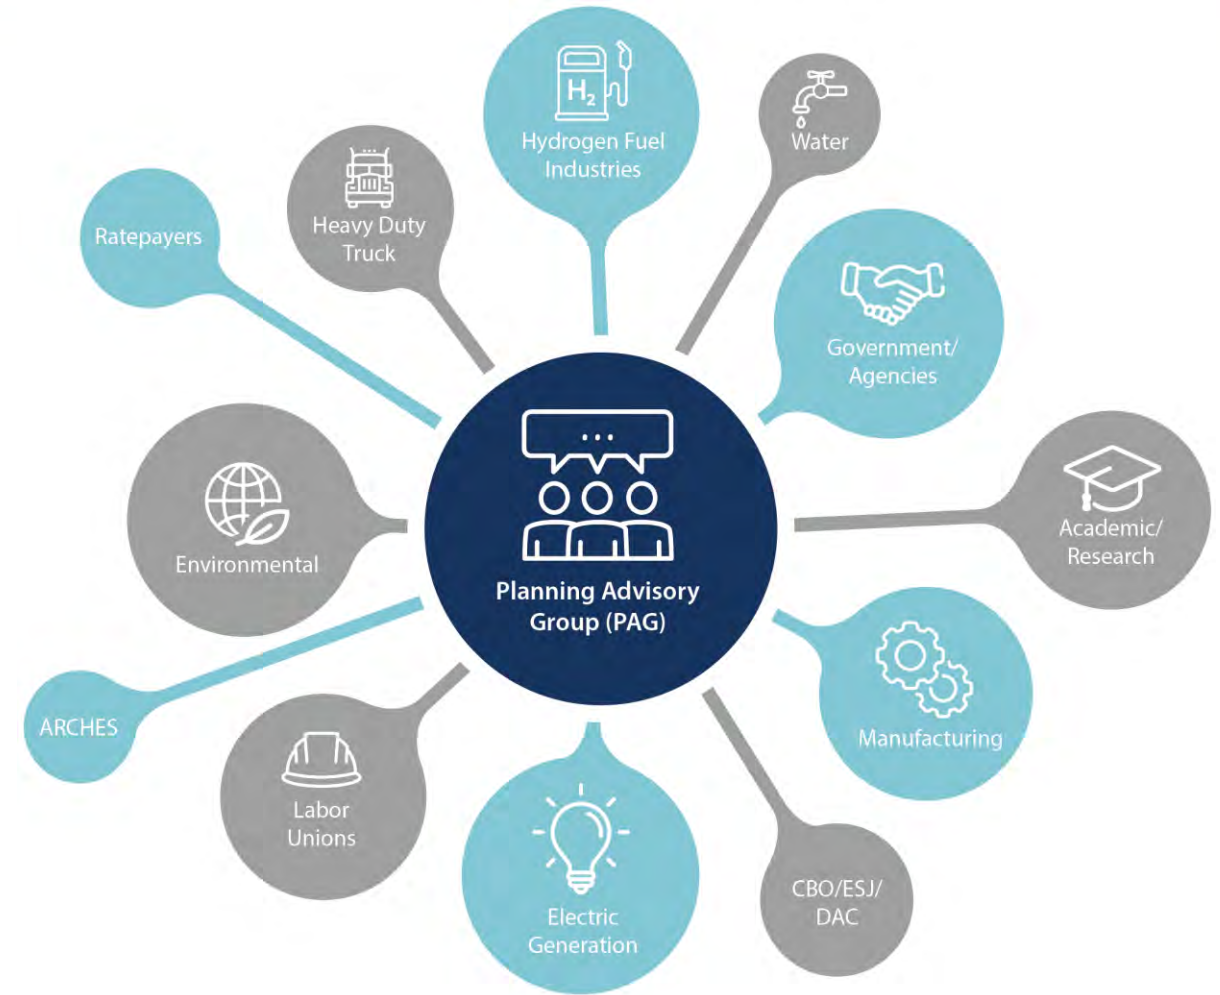 H2
Hydrogen Fuel
Industries
Water
Heavy Duty
Truck
Ratepayers
Government/
Agencies
Environmental
Planning Advisory
Group (PAG)
Academic/
Research
ARCHES
Manufacturing
Labor
Unions
Electric
Generation
CBO/ESJ/
DAC